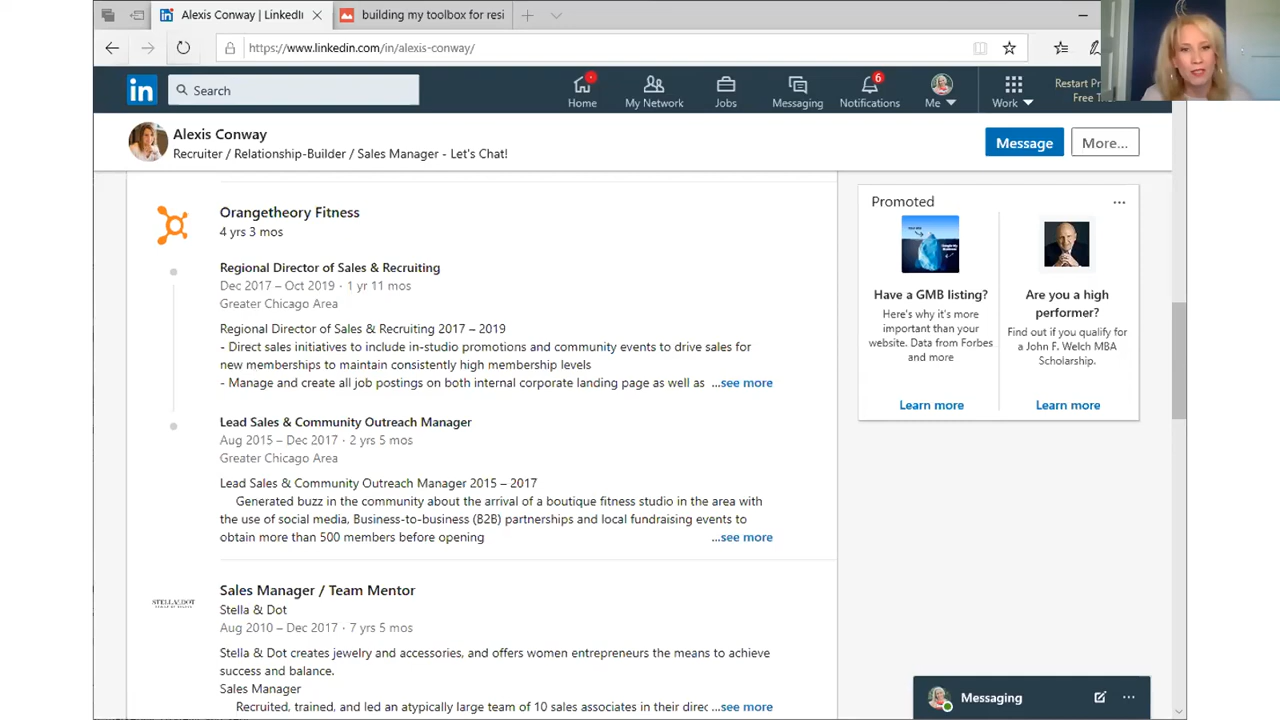 Alexis Conway | LinkedIn
building my toolbox for resi
https://www.linkedin.com/in/alexis-conway/
in
Search
Home
My Network
Jobs
Messaging
6
Notifications
Me
Work
Restart Pr
Free T
Alexis Conway
Recruiter / Relationship-Builder / Sales Manager - Let's Chat!
Message
More...
Orangetheory Fitness
4 yrs 3 mos
Regional Director of Sales & Recruiting
Dec 2017 – Oct 2019 · 1 yr 11 mos
Greater Chicago Area
Regional Director of Sales & Recruiting 2017 – 2019
- Direct sales initiatives to include in-studio promotions and community events to drive sales for
new memberships to maintain consistently high membership levels
- Manage and create all job postings on both internal corporate landing page as well as ...see more
Lead Sales & Community Outreach Manager
Aug 2015 – Dec 2017 · 2 yrs 5 mos
Greater Chicago Area
Lead Sales & Community Outreach Manager 2015 – 2017
Generated buzz in the community about the arrival of a boutique fitness studio in the area with
the use of social media, Business-to-business (B2B) partnerships and local fundraising events to
obtain more than 500 members before opening ...see more
STELLA & DOT
Sales Manager / Team Mentor
Stella & Dot
Aug 2010 – Dec 2017 · 7 yrs 5 mos
Stella & Dot creates jewelry and accessories, and offers women entrepreneurs the means to achieve
success and balance.
Sales Manager
Recruited, trained, and led an atypically large team of 10 sales associates in their direc ...see more
Promoted
Have a GMB listing?
Here's why it's more
important than your
website. Data from Forbes
and more
Learn more
Are you a high
performer?
Find out if you qualify for
a John F. Welch MBA
Scholarship.
Learn more
Messaging